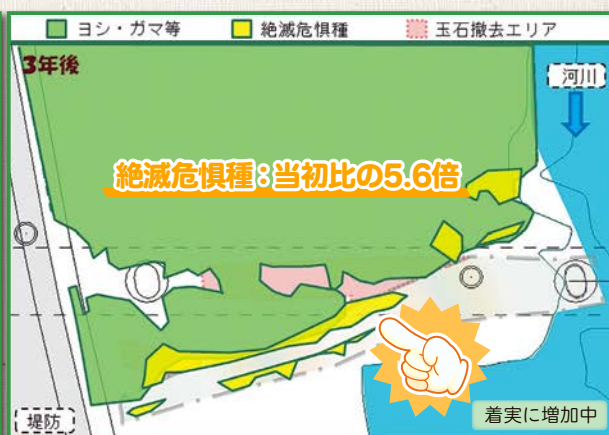 ヨシ・ガマ等 絶滅危惧種 玉石撤去エリア
3年後
河川
絶滅危惧種：当初比の5.6倍
着実に増加中
堤防